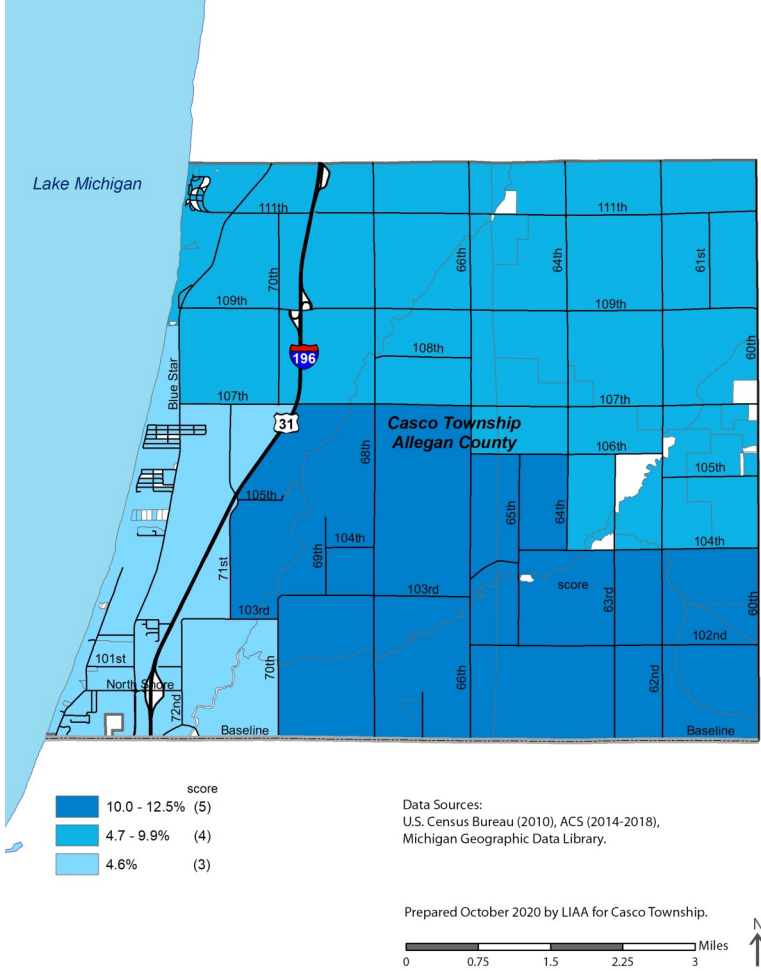 Lake Michigan
111th
111th
66th
64th
61st
70th
109th
109th
60th
108th
196
Blue Star
107th
107th
31
Casco Township
Allegan County
68th
106th
105th
105th
65th
64th
104th
104th
71st
69th
score
103rd
103rd
63rd
60th
102nd
101st
70th
66th
62nd
North Shore
72nd
Baseline
Baseline
score
10.0 - 12.5% (5)
4.7 - 9.9% (4)
4.6% (3)
Data Sources:
U.S. Census Bureau (2010), ACS (2014-2018),
Michigan Geographic Data Library.
Prepared October 2020 by LIAA for Casco Township.
N
Miles
0 0.75 1.5 2.25 3